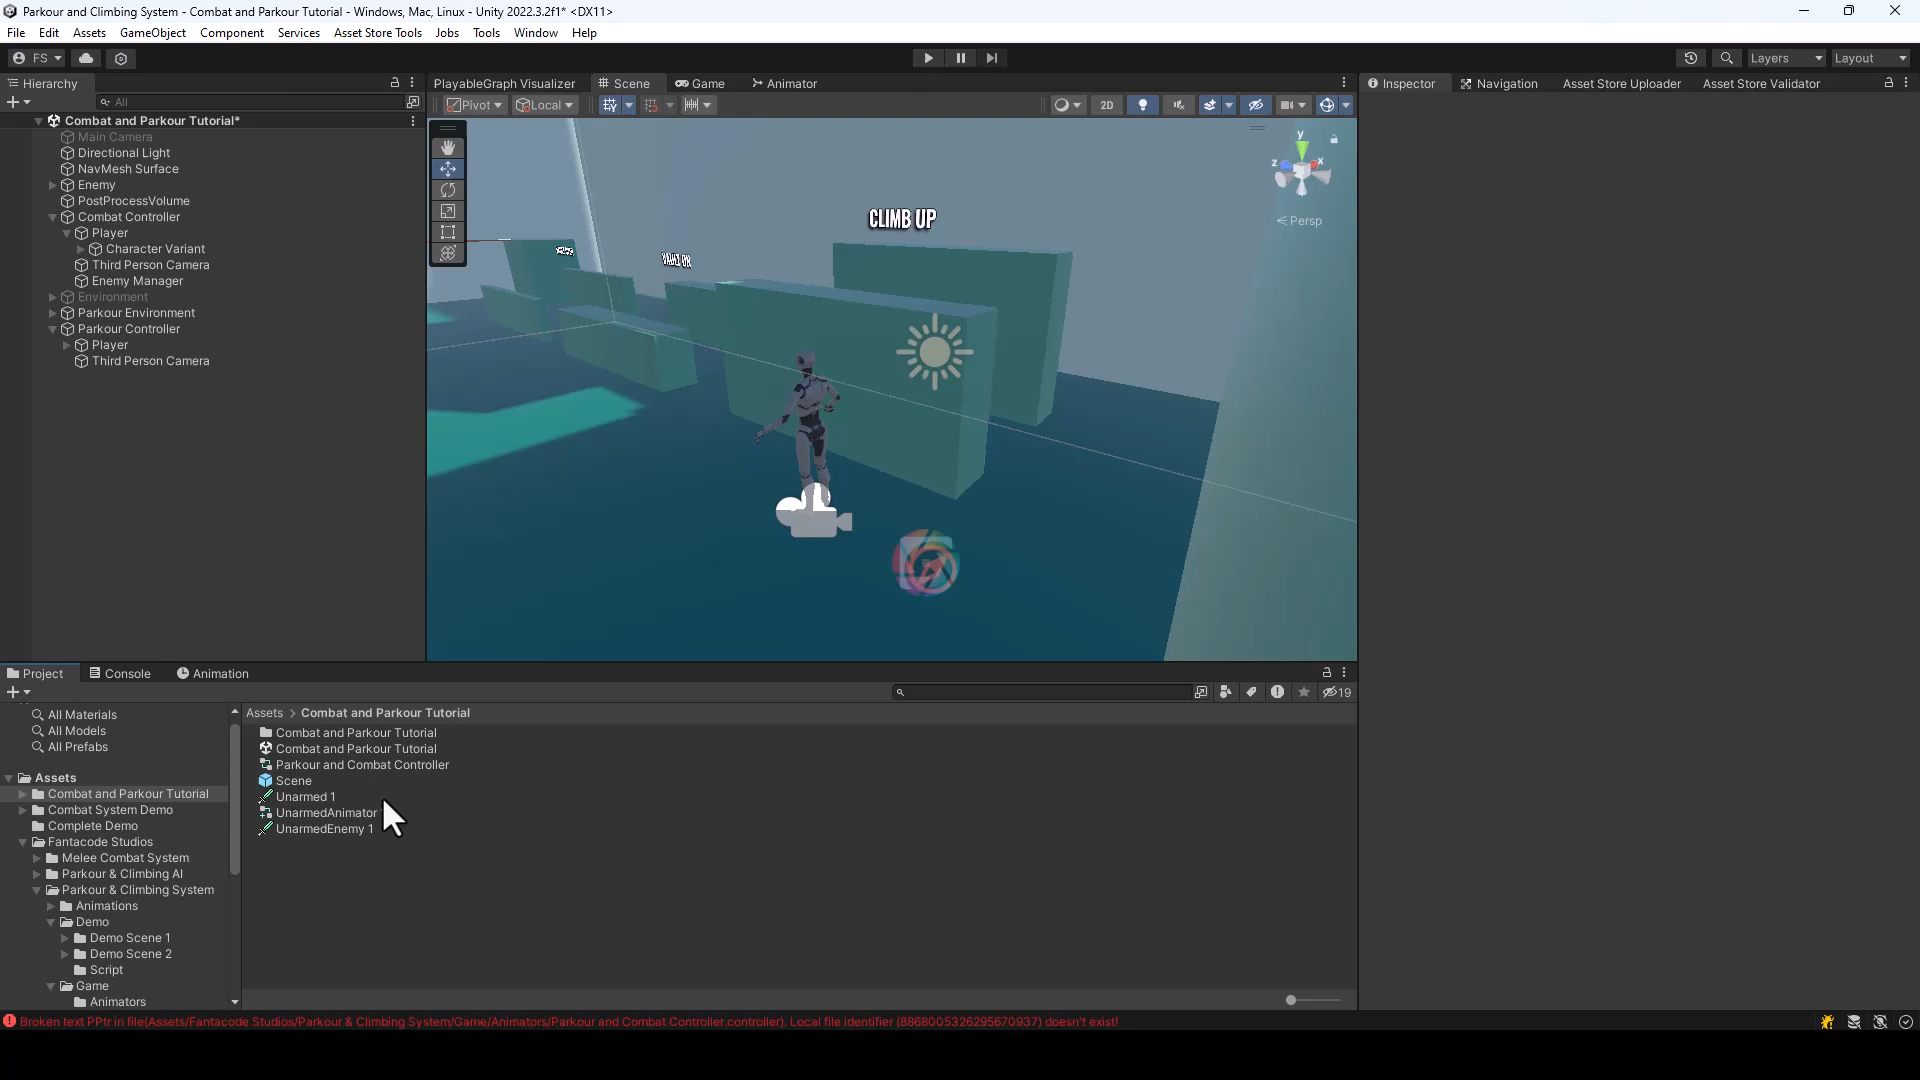 Parkour and Climbing System - Combat and Parkour Tutorial - Windows, Mac, Linux - Unity 2022.3.2f1* <DX11>
File Edit Assets GameObject Component Services Asset Store Tools Jobs Tools Window Help
FS Layers Layout
Hierarchy PlayableGraph Visualizer Scene Game Animator Inspector Navigation Asset Store Uploader Asset Store Validator
All Pivot Local 2D
Combat and Parkour Tutorial*
Main Camera
Directional Light
NavMesh Surface
Enemy
PostProcessVolume
Combat Controller
Player
Character Variant
Third Person Camera
Enemy Manager
Environment
Parkour Environment
Parkour Controller
Player
Third Person Camera
y
z x
Persp
CLIMB UP
Project Console Animation
19
All Materials
All Models
All Prefabs
Assets
Combat and Parkour Tutorial
Combat System Demo
Complete Demo
Fantacode Studios
Melee Combat System
Parkour & Climbing AI
Parkour & Climbing System
Animations
Demo
Demo Scene 1
Demo Scene 2
Script
Game
Animators
Assets > Combat and Parkour Tutorial
Combat and Parkour Tutorial
Combat and Parkour Tutorial
Parkour and Combat Controller
Scene
Unarmed 1
UnarmedAnimator
UnarmedEnemy 1
Broken text PPtr in file(Assets/Fantacode Studios/Parkour & Climbing System/Game/Animators/Parkour and Combat Controller.controller). Local file identifier (8868005326295670937) doesn't exist!